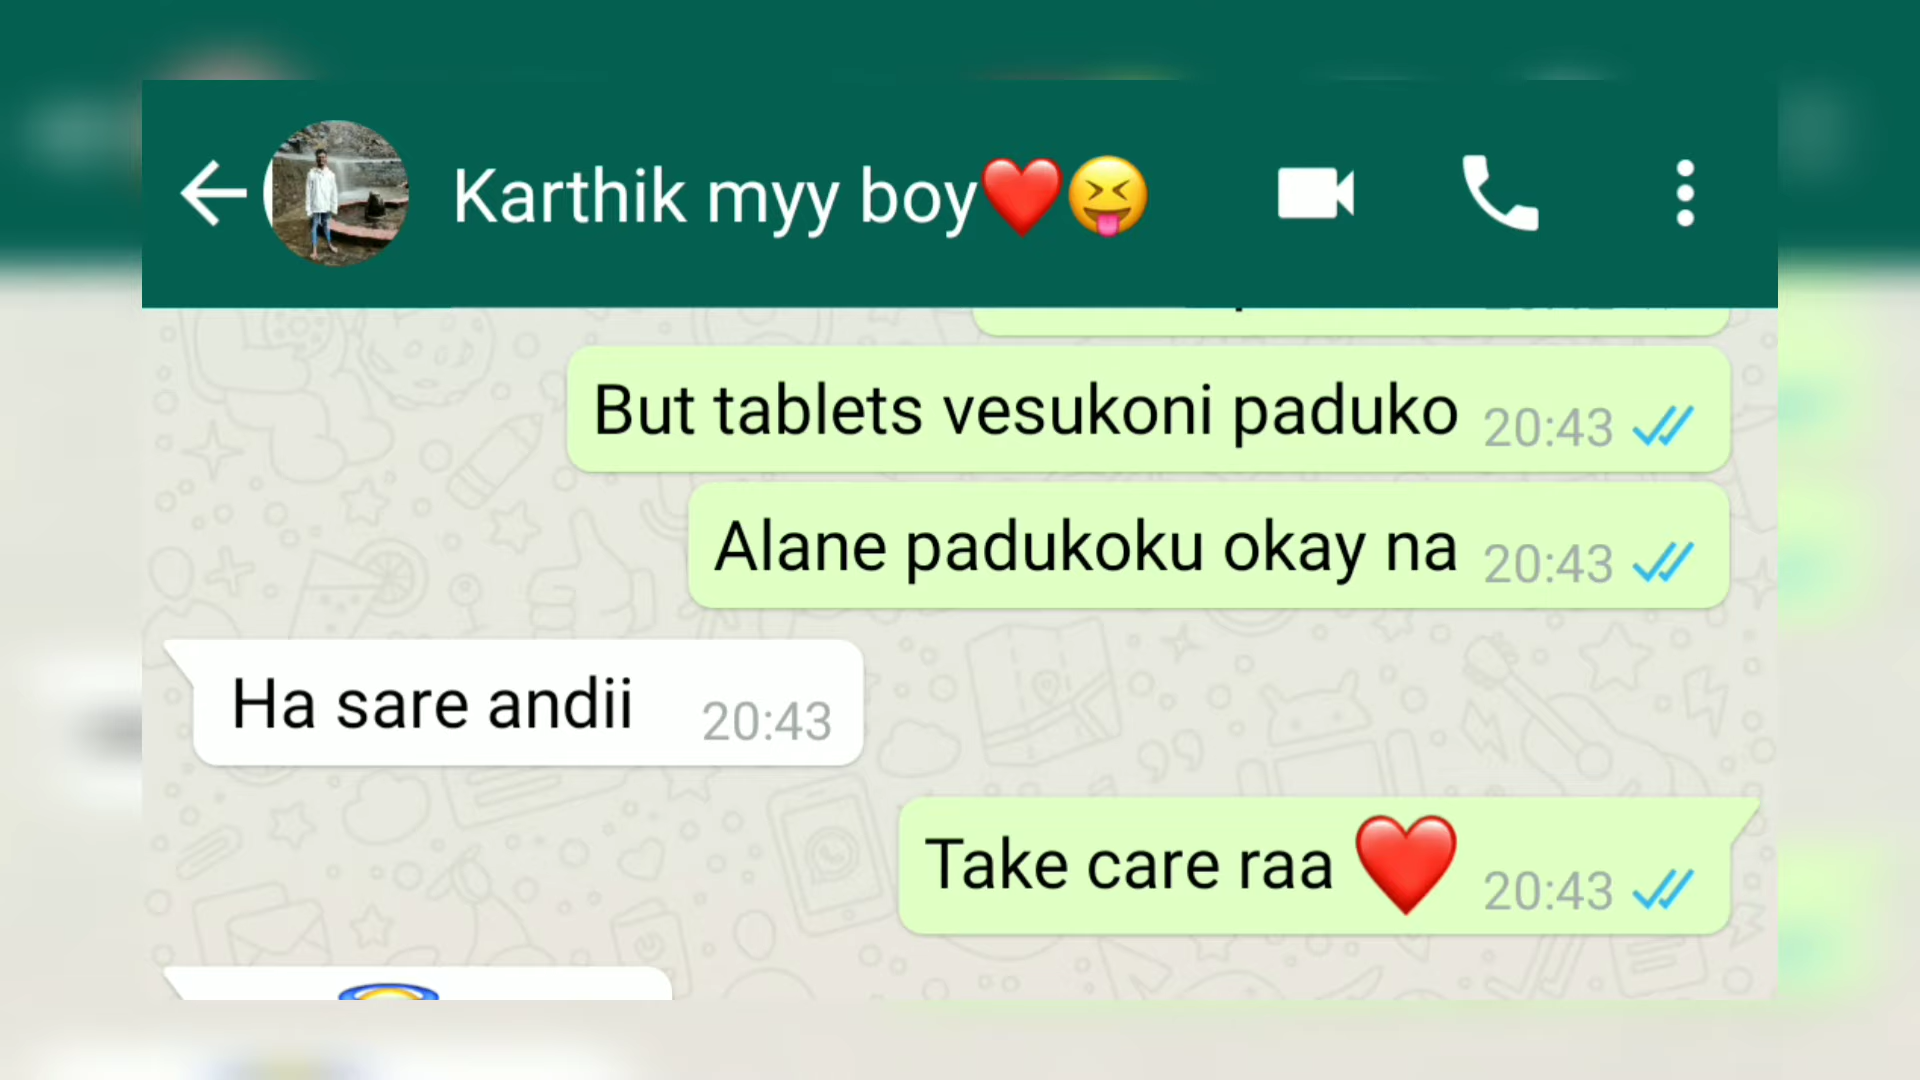 Karthik myy boy❤️😝
But tablets vesukoni paduko 20:43
Alane padukoku okay na 20:43
Ha sare andii 20:43
Take care raa ❤️ 20:43